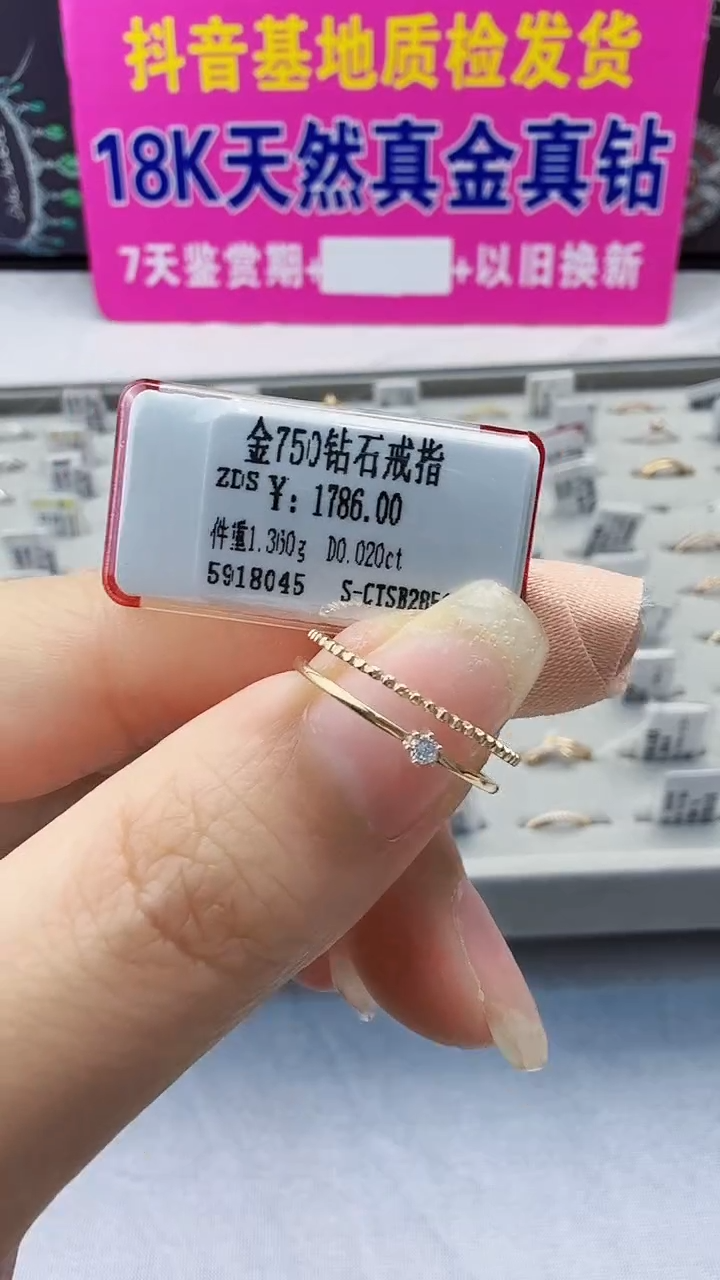 抖音基地质检发货
18K天然真金真钻
7天鉴赏期+
+以旧换新
金750钻石戒指
ZDS ¥: 1786.00
件重1.360g D0.020ct
5918045 S-CTSB285